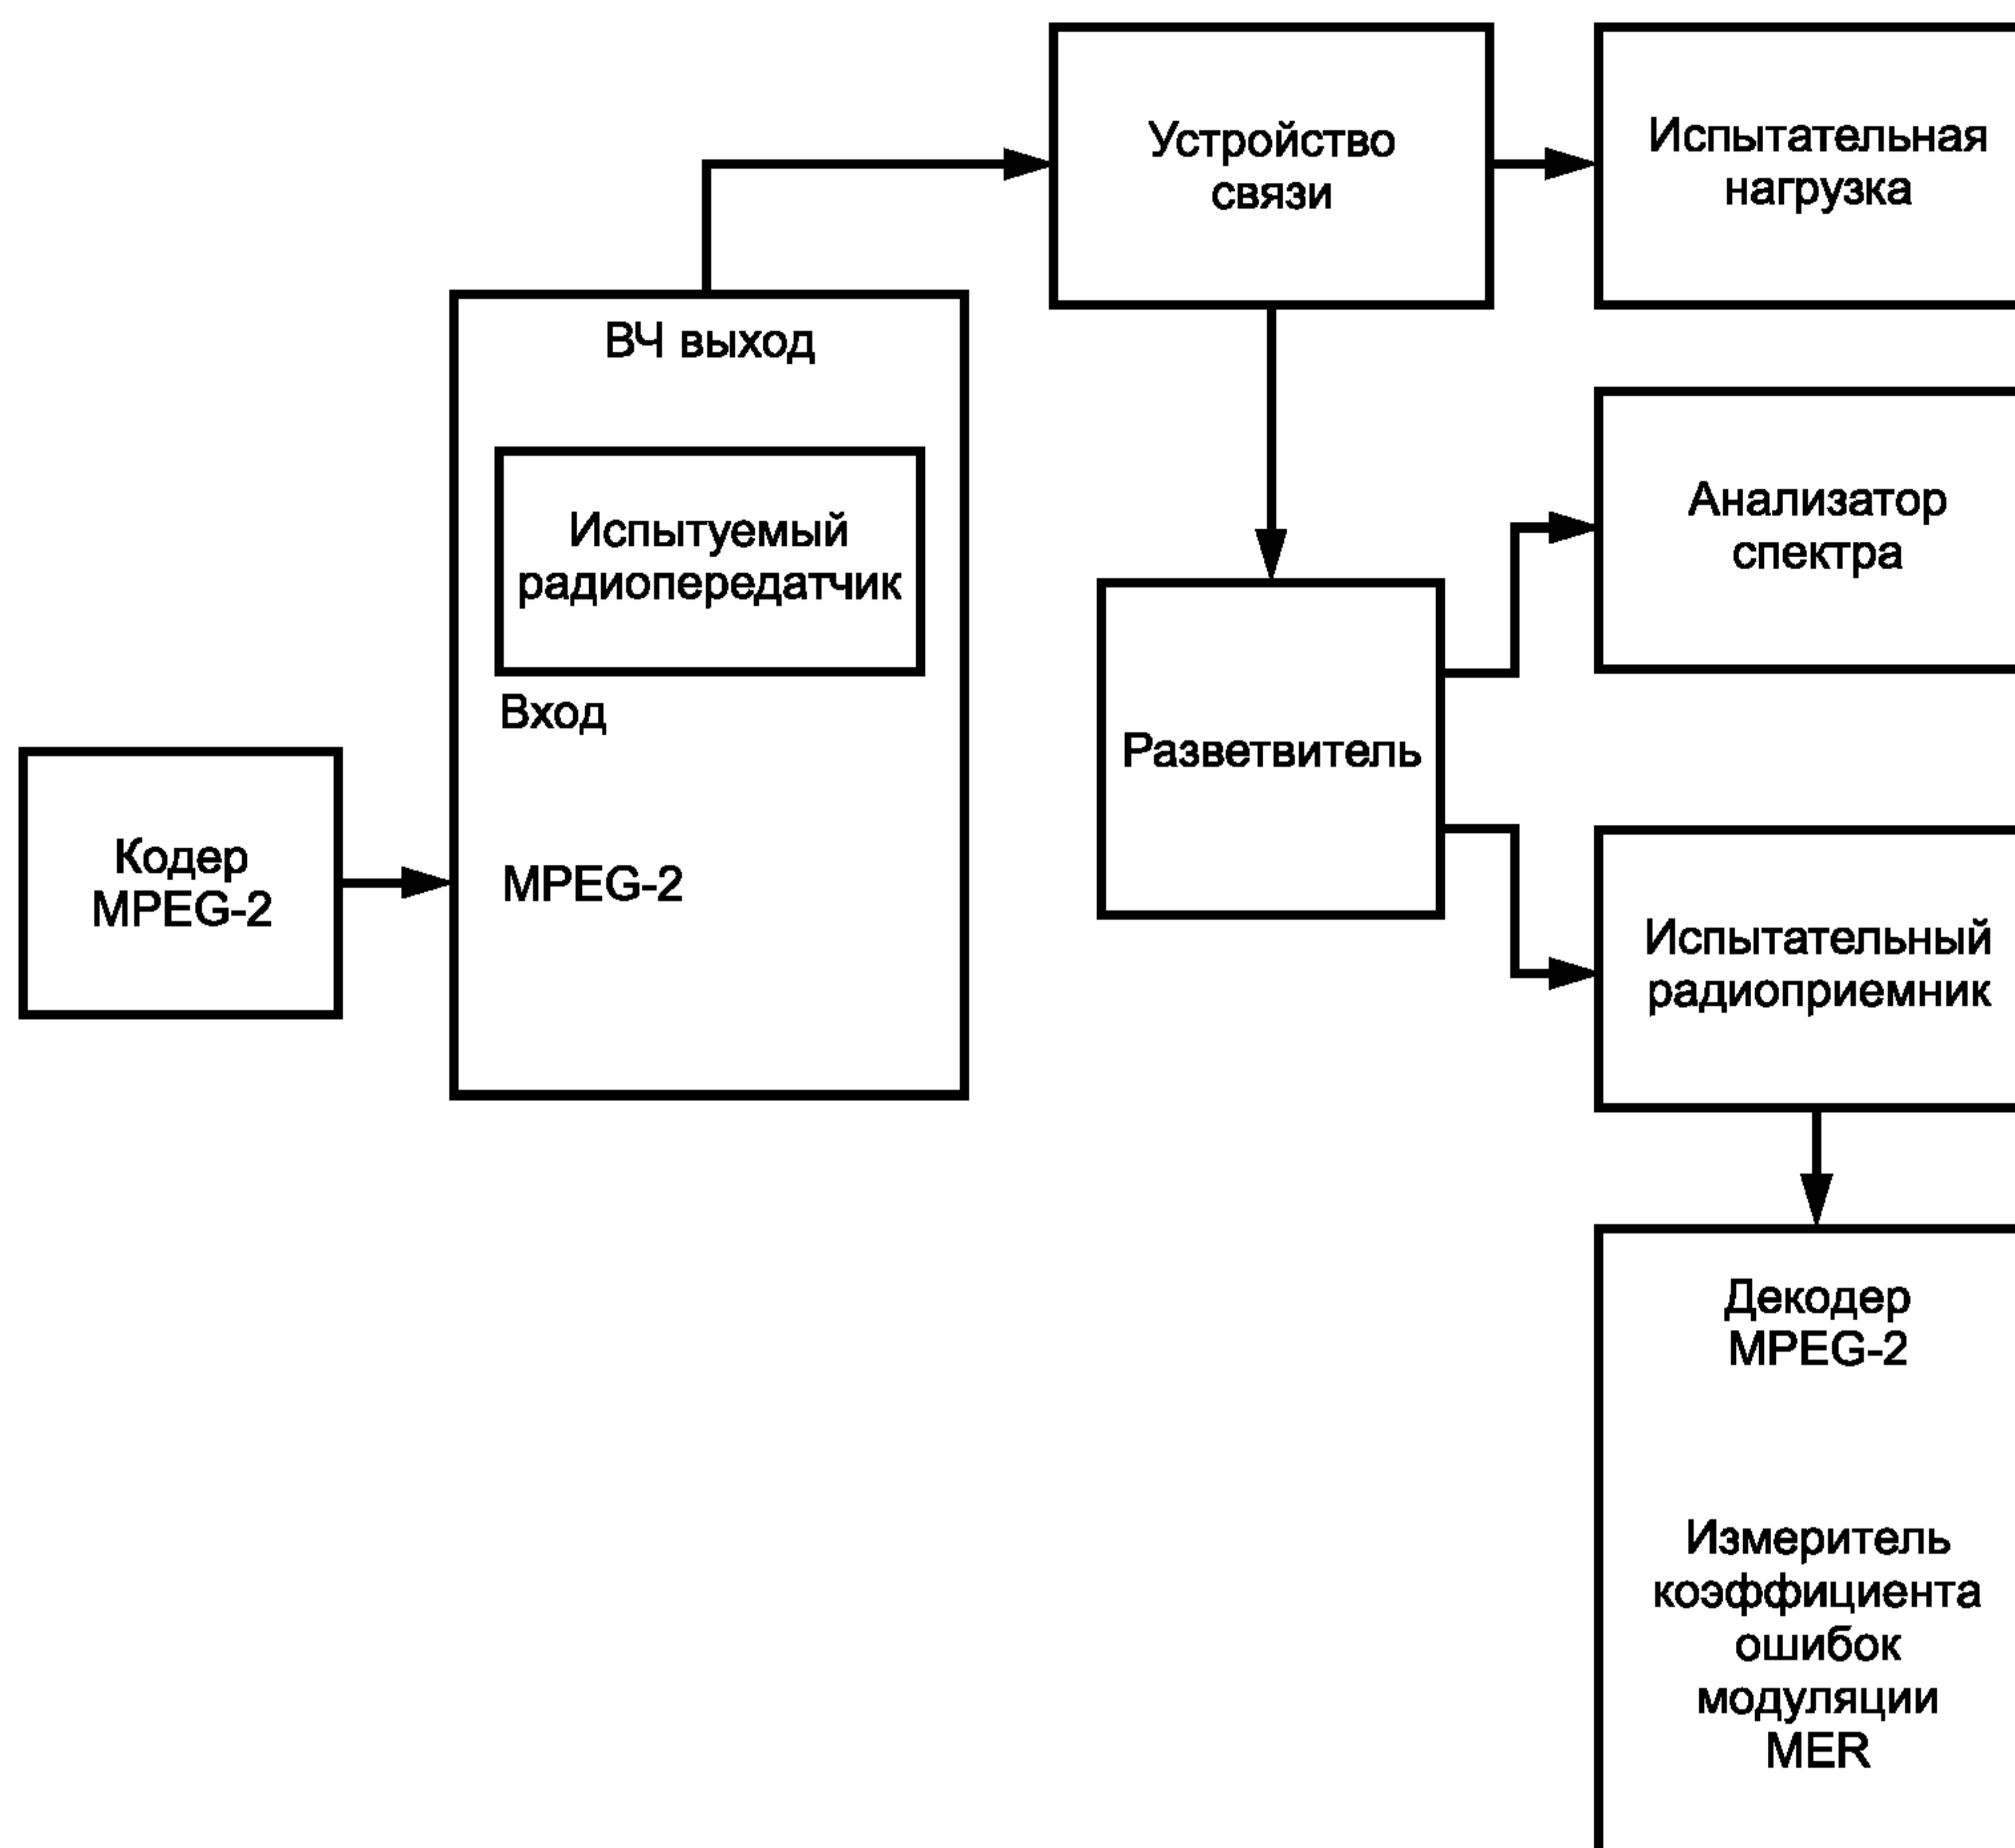 Устройство
связи
Испытательная
нагрузка
ВЧ выход
Испытуемый
радиопередатчик
Вход
MPEG-2
Кодер
MPEG-2
Разветвитель
Анализатор
спектра
Испытательный
радиоприемник
Декодер
MPEG-2
Измеритель
коэффициента
ошибок
модуляции
MER